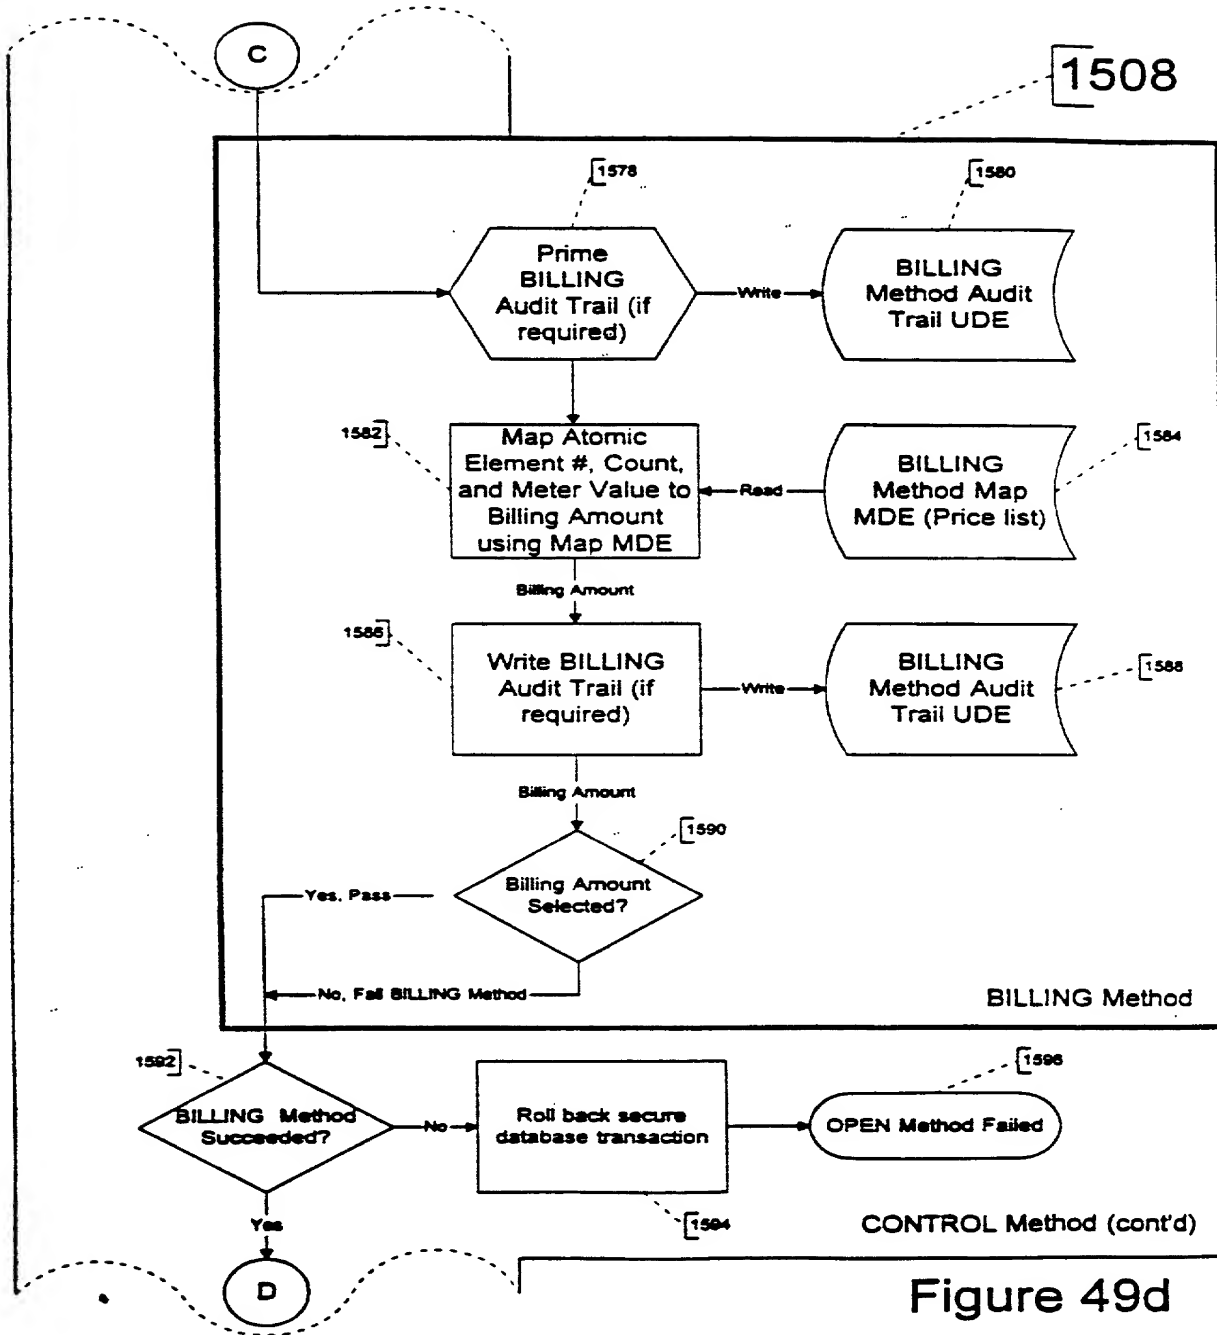 C
1508
1578
1580
Prime
BILLING
Audit Trail (if
required)
Write
BILLING
Method Audit
Trail UDE
1582
Map Atomic
Element #, Count,
and Meter Value to
Billing Amount
using Map MDE
Read
BILLING
Method Map
MDE (Price list)
1584
Billing Amount
1586
Write BILLING
Audit Trail (if
required)
Write
BILLING
Method Audit
Trail UDE
1588
Billing Amount
1590
Billing Amount
Selected?
Yes, Pass
No, Fail BILLING Method
BILLING Method
1592
BILLING Method
Succeeded?
No
Roll back secure
database transaction
1596
OPEN Method Failed
Yes
1594
CONTROL Method (cont'd)
D
Figure 49d